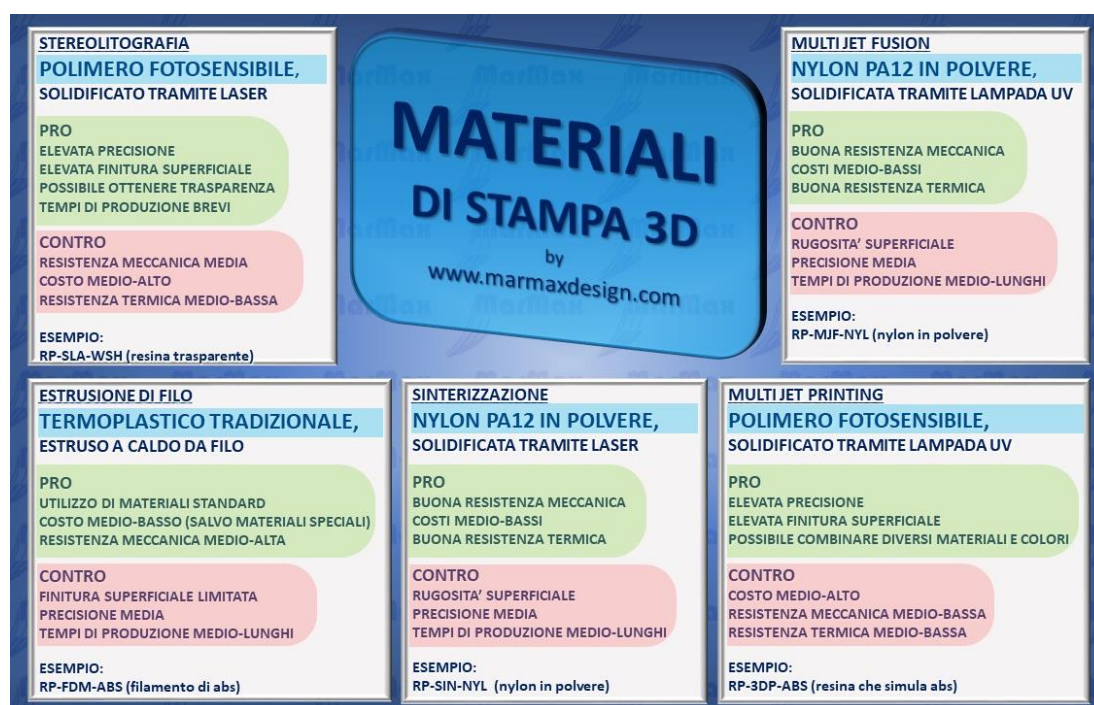 STEREOLITOGRAFIA
POLIMERO FOTOSENSIBILE,
SOLIDIFICATO TRAMITE LASER
PRO
ELEVATA PRECISIONE
ELEVATA FINITURA SUPERFICIALE
POSSIBILE OTTENERE TRASPARENZA
TEMPI DI PRODUZIONE BREVI
CONTRO
RESISTENZA MECCANICA MEDIA
COSTO MEDIO-ALTO
RESISTENZA TERMICA MEDIO-BASSA
ESEMPIO:
RP-SLA-WSH (resina trasparente)
MATERIALI
DI STAMPA 3D
by
www.marmaxdesign.com
MULTI JET FUSION
NYLON PA12 IN POLVERE,
SOLIDIFICATA TRAMITE LAMPADA UV
PRO
BUONA RESISTENZA MECCANICA
COSTI MEDIO-BASSI
BUONA RESISTENZA TERMICA
CONTRO
RUGOSITA’ SUPERFICIALE
PRECISIONE MEDIA
TEMPI DI PRODUZIONE MEDIO-LUNGHI
ESEMPIO:
RP-MJF-NYL (nylon in polvere)
ESTRUSIONE DI FILO
TERMOPLASTICO TRADIZIONALE,
ESTRUSO A CALDO DA FILO
PRO
UTILIZZO DI MATERIALI STANDARD
COSTO MEDIO-BASSO (SALVO MATERIALI SPECIALI)
RESISTENZA MECCANICA MEDIO-ALTA
CONTRO
FINITURA SUPERFICIALE LIMITATA
PRECISIONE MEDIA
TEMPI DI PRODUZIONE MEDIO-LUNGHI
ESEMPIO:
RP-FDM-ABS (filamento di abs)
SINTERIZZAZIONE
NYLON PA12 IN POLVERE,
SOLIDIFICATA TRAMITE LASER
PRO
BUONA RESISTENZA MECCANICA
COSTI MEDIO-BASSI
BUONA RESISTENZA TERMICA
CONTRO
RUGOSITA’ SUPERFICIALE
PRECISIONE MEDIA
TEMPI DI PRODUZIONE MEDIO-LUNGHI
ESEMPIO:
RP-SIN-NYL (nylon in polvere)
MULTI JET PRINTING
POLIMERO FOTOSENSIBILE,
SOLIDIFICATO TRAMITE LAMPADA UV
PRO
ELEVATA PRECISIONE
ELEVATA FINITURA SUPERFICIALE
POSSIBILE COMBINARE DIVERSI MATERIALI E COLORI
CONTRO
COSTO MEDIO-ALTO
RESISTENZA MECCANICA MEDIO-BASSA
RESISTENZA TERMICA MEDIO-BASSA
ESEMPIO:
RP-3DP-ABS (resina che simula abs)